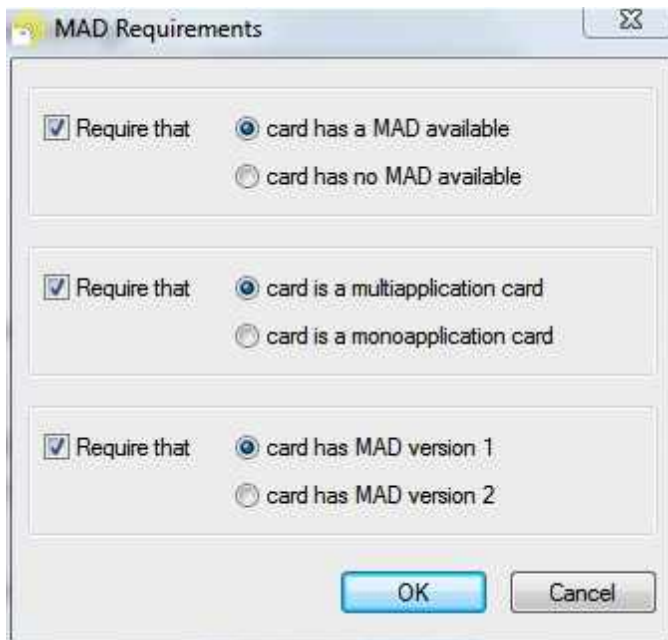 MAD Requirements
Require that card has a MAD available
card has no MAD available
Require that card is a multiapplication card
card is a monoapplication card
Require that card has MAD version 1
card has MAD version 2
OK Cancel